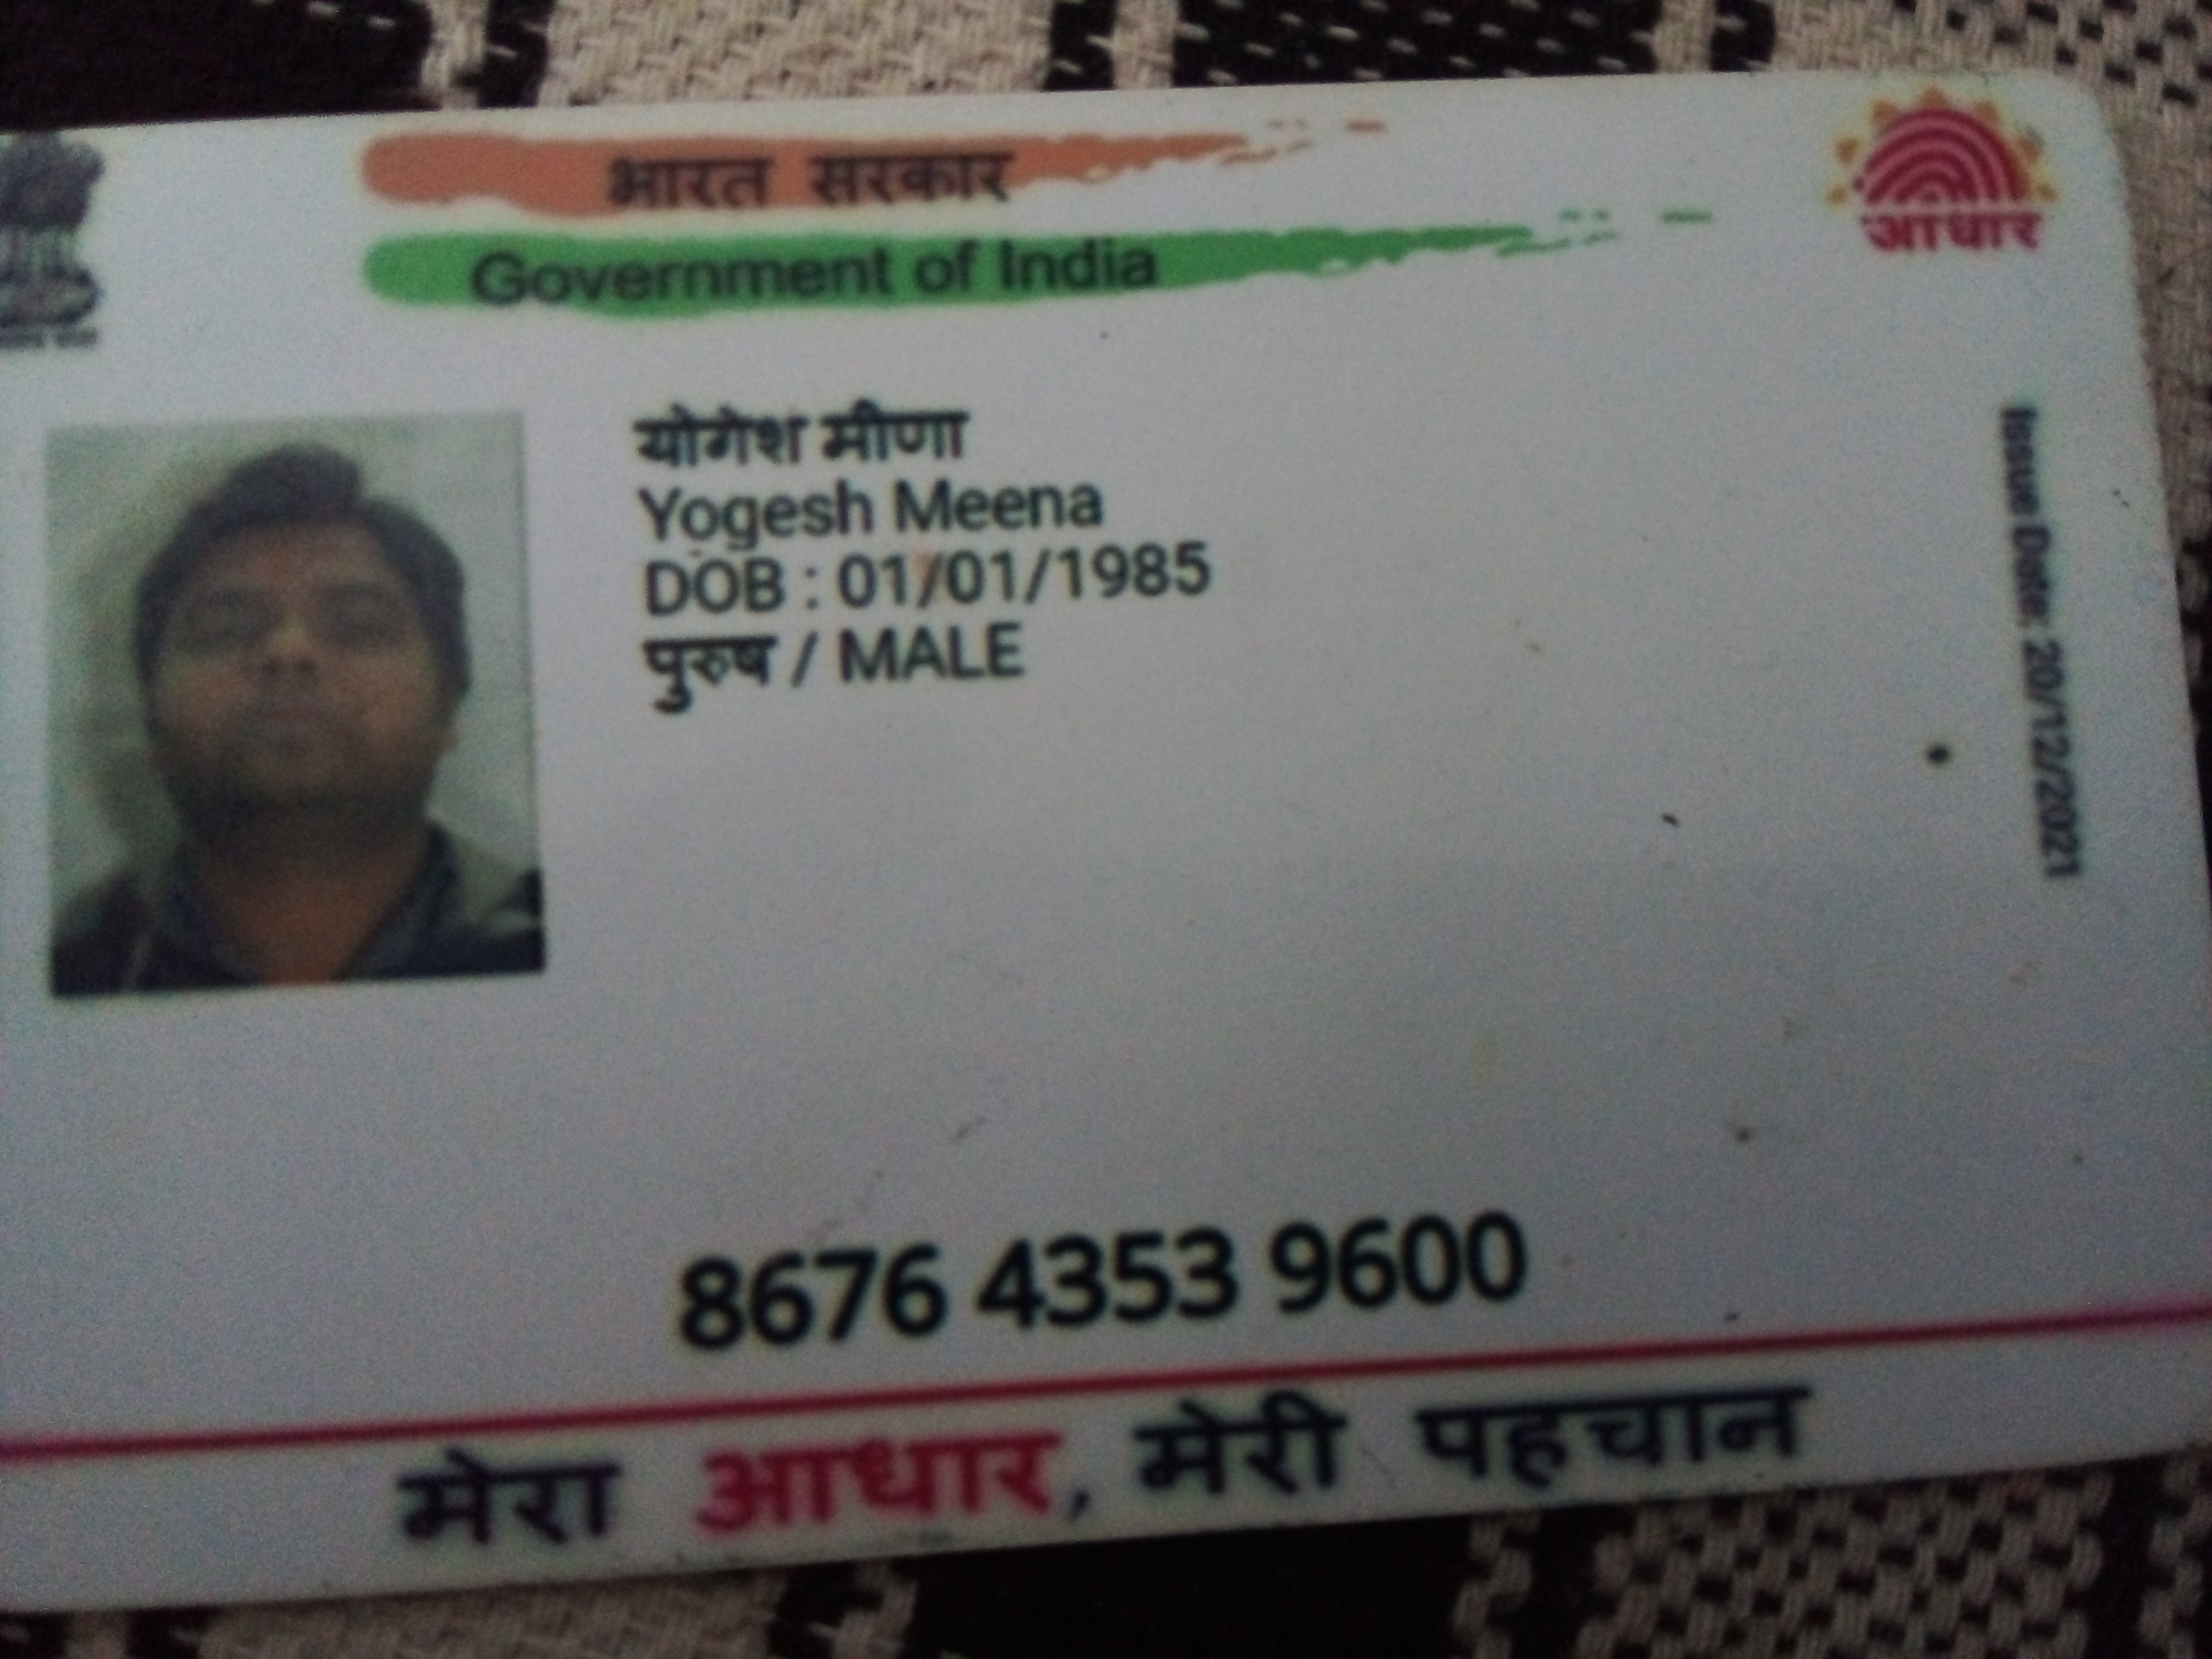 भारत सरकार
Government of India
आधार
Issue Date: 20/12/2021
योगेश मीणा
Yogesh Meena
DOB : 01/01/1985
पुरुष / MALE
8676 4353 9600
मेरा आधार, मेरी पहचान